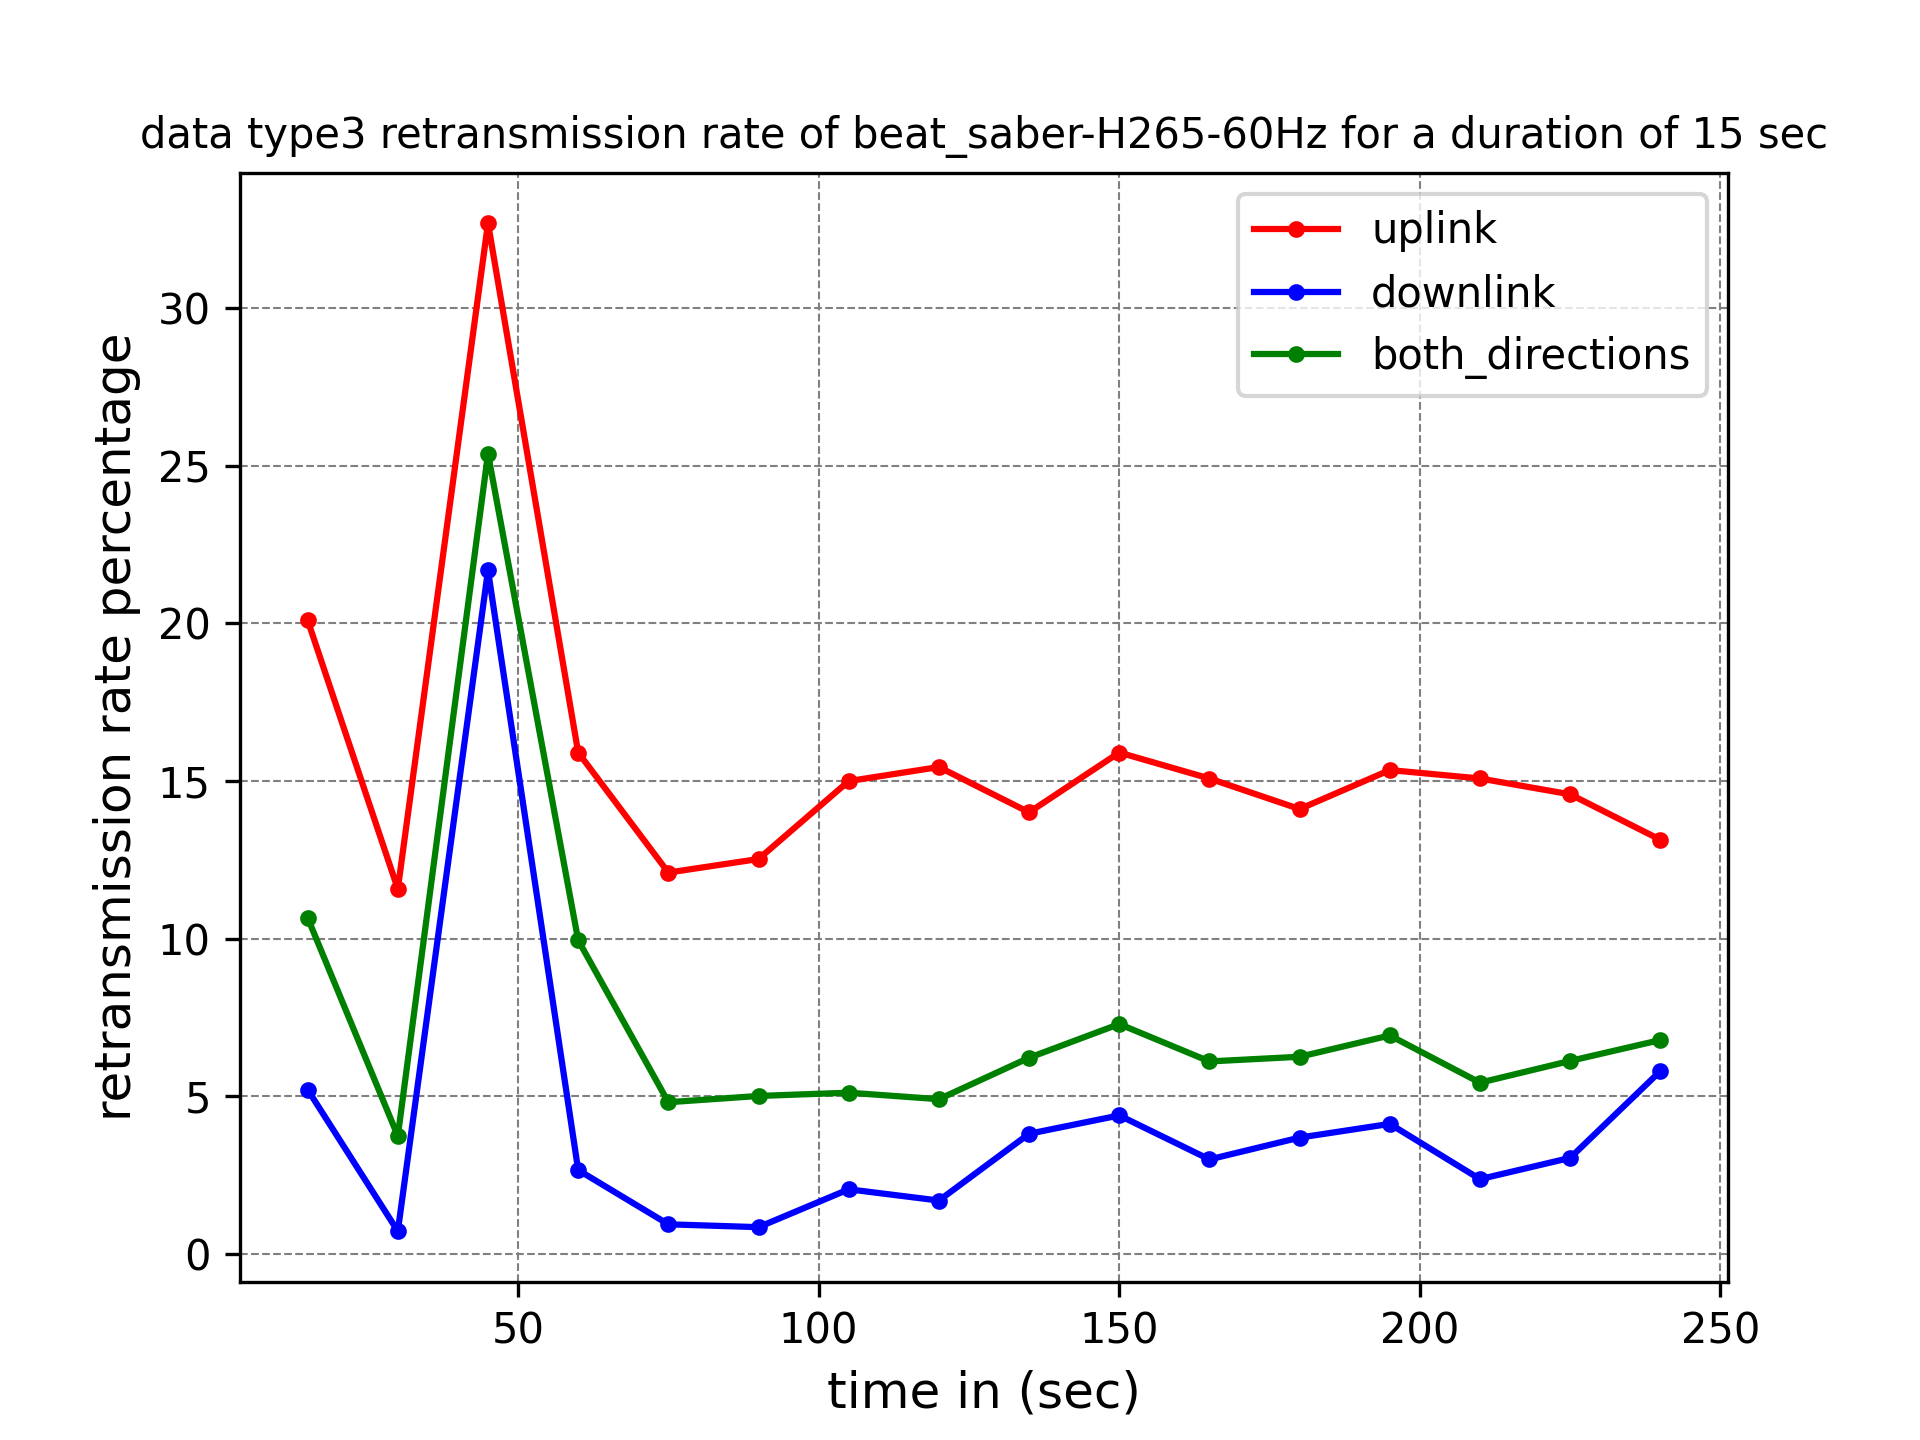 data type3 retransmission rate of beat_saber-H265-60Hz for a duration of 15 sec
uplink
downlink
both_directions
retransmission rate percentage
30
25
20
15
10
5
0
50 100 150 200 250
time in (sec)